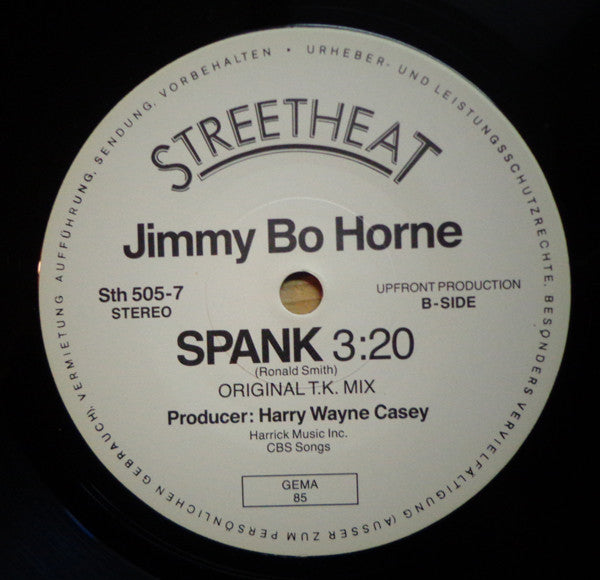 URHEBER- UND LEISTUNGSSCHUTZRECHTE, BESONDERS VERVIELFÄLTIGUNG (AUSSER ZUM PERSÖNLICHEN GEBRAUCH), VERMIETUNG AUFFÜHRUNG, SENDUNG, VORBEHALTEN •
STREETHEAT
Jimmy Bo Horne
Sth 505-7
STEREO
UPFRONT PRODUCTION
B-SIDE
SPANK 3:20
(Ronald Smith)
ORIGINAL T.K. MIX
Producer: Harry Wayne Casey
Harrick Music Inc.
CBS Songs
GEMA
85